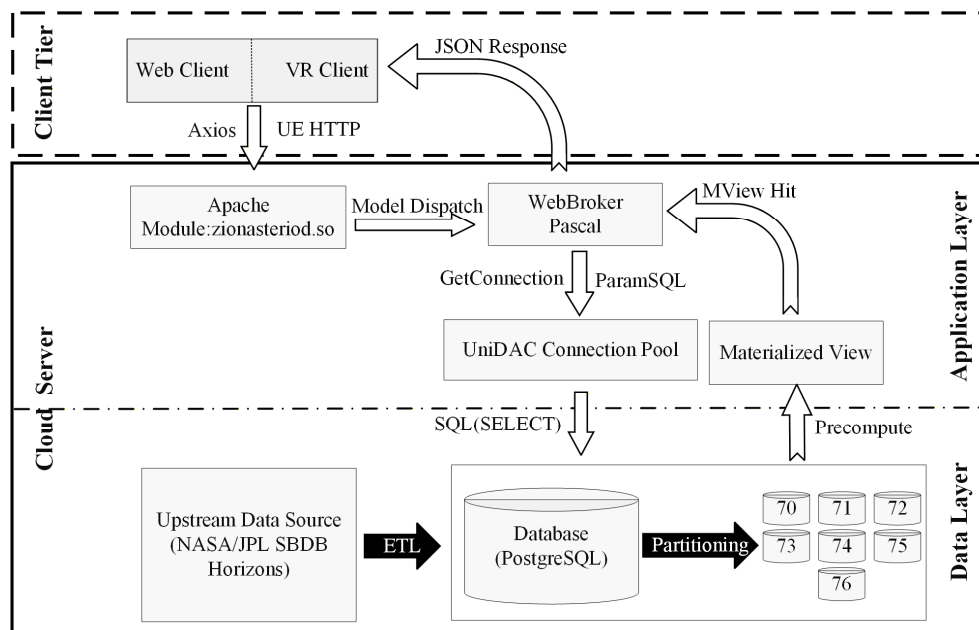 Client Tier
Web Client
VR Client
JSON Response
Axios
UE HTTP
Cloud Server
Application Layer
Apache
Module:zionasteriod.so
Model Dispatch
WebBroker
Pascal
MView Hit
GetConnection
ParamSQL
UniDAC Connection Pool
Materialized View
SQL(SELECT)
Precompute
Data Layer
Upstream Data Source
(NASA/JPL SBDB
Horizons)
ETL
Database
(PostgreSQL)
Partitioning
70
71
72
73
74
75
76